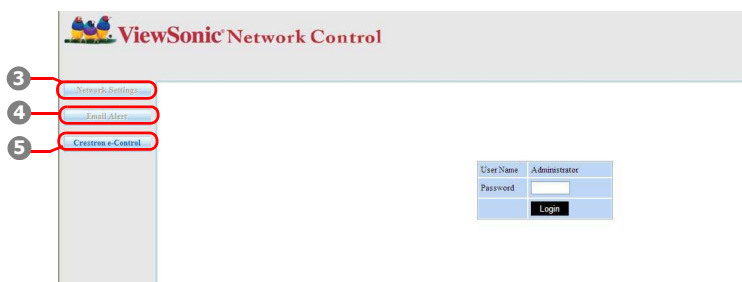 ViewSonic® Network Control
3
Network Settings
4
Email Alert
5
Crestron e-Control
User Name Administrator
Password
Login